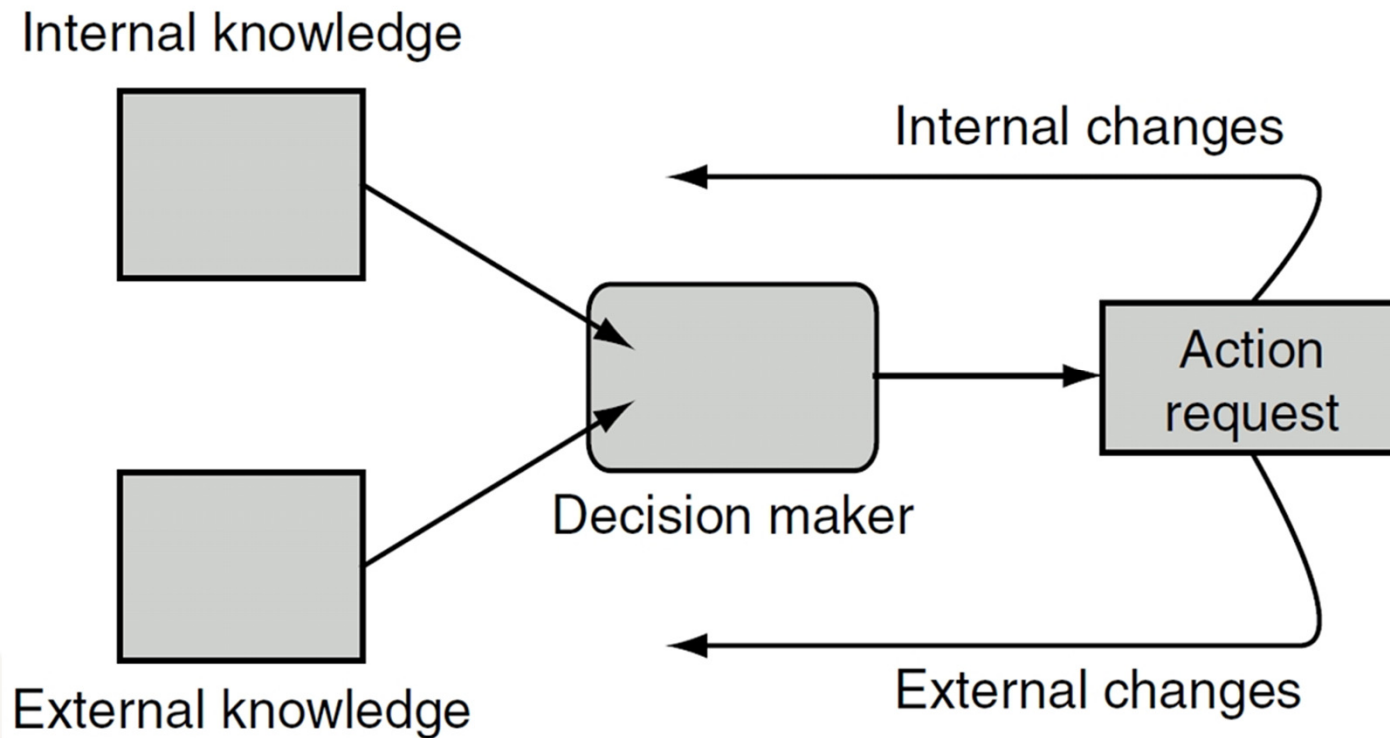 Internal knowledge
Internal changes
Action
request
Decision maker
External changes
External knowledge